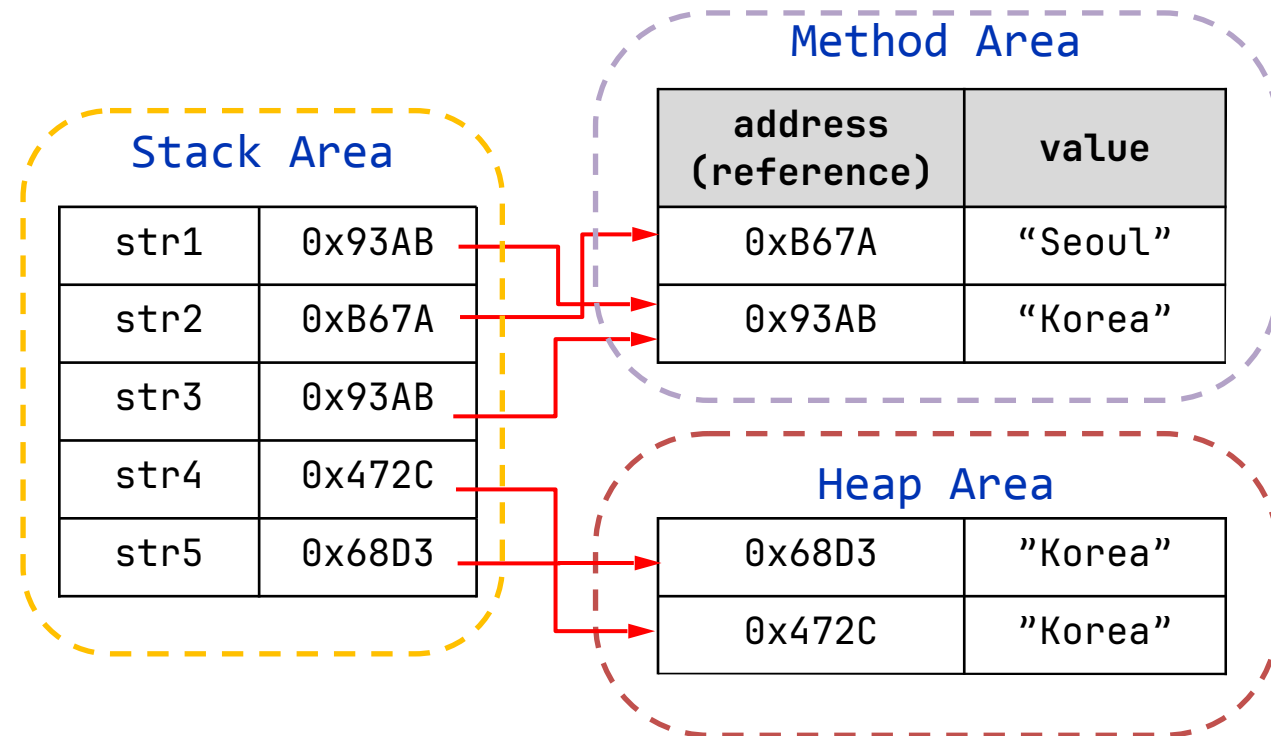 Stack Area
str1 0x93AB
str2 0xB67A
str3 0x93AB
str4 0x472C
str5 0x68D3
Method Area
address
(reference) value
0xB67A “Seoul”
0x93AB “Korea”
Heap Area
0x68D3 ”Korea”
0x472C ”Korea”